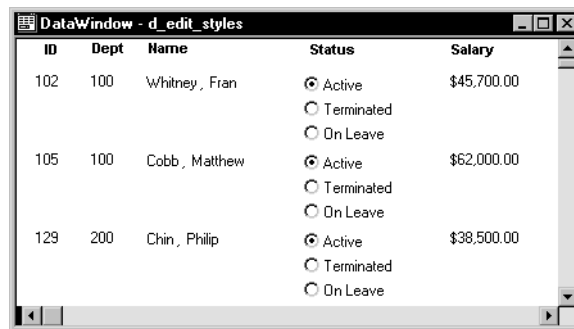 DataWindow - d_edit_styles
ID Dept Name Status Salary
102 100 Whitney , Fran Active $45,700.00
Terminated
On Leave
105 100 Cobb , Matthew Active $62,000.00
Terminated
On Leave
129 200 Chin , Philip Active $38,500.00
Terminated
On Leave